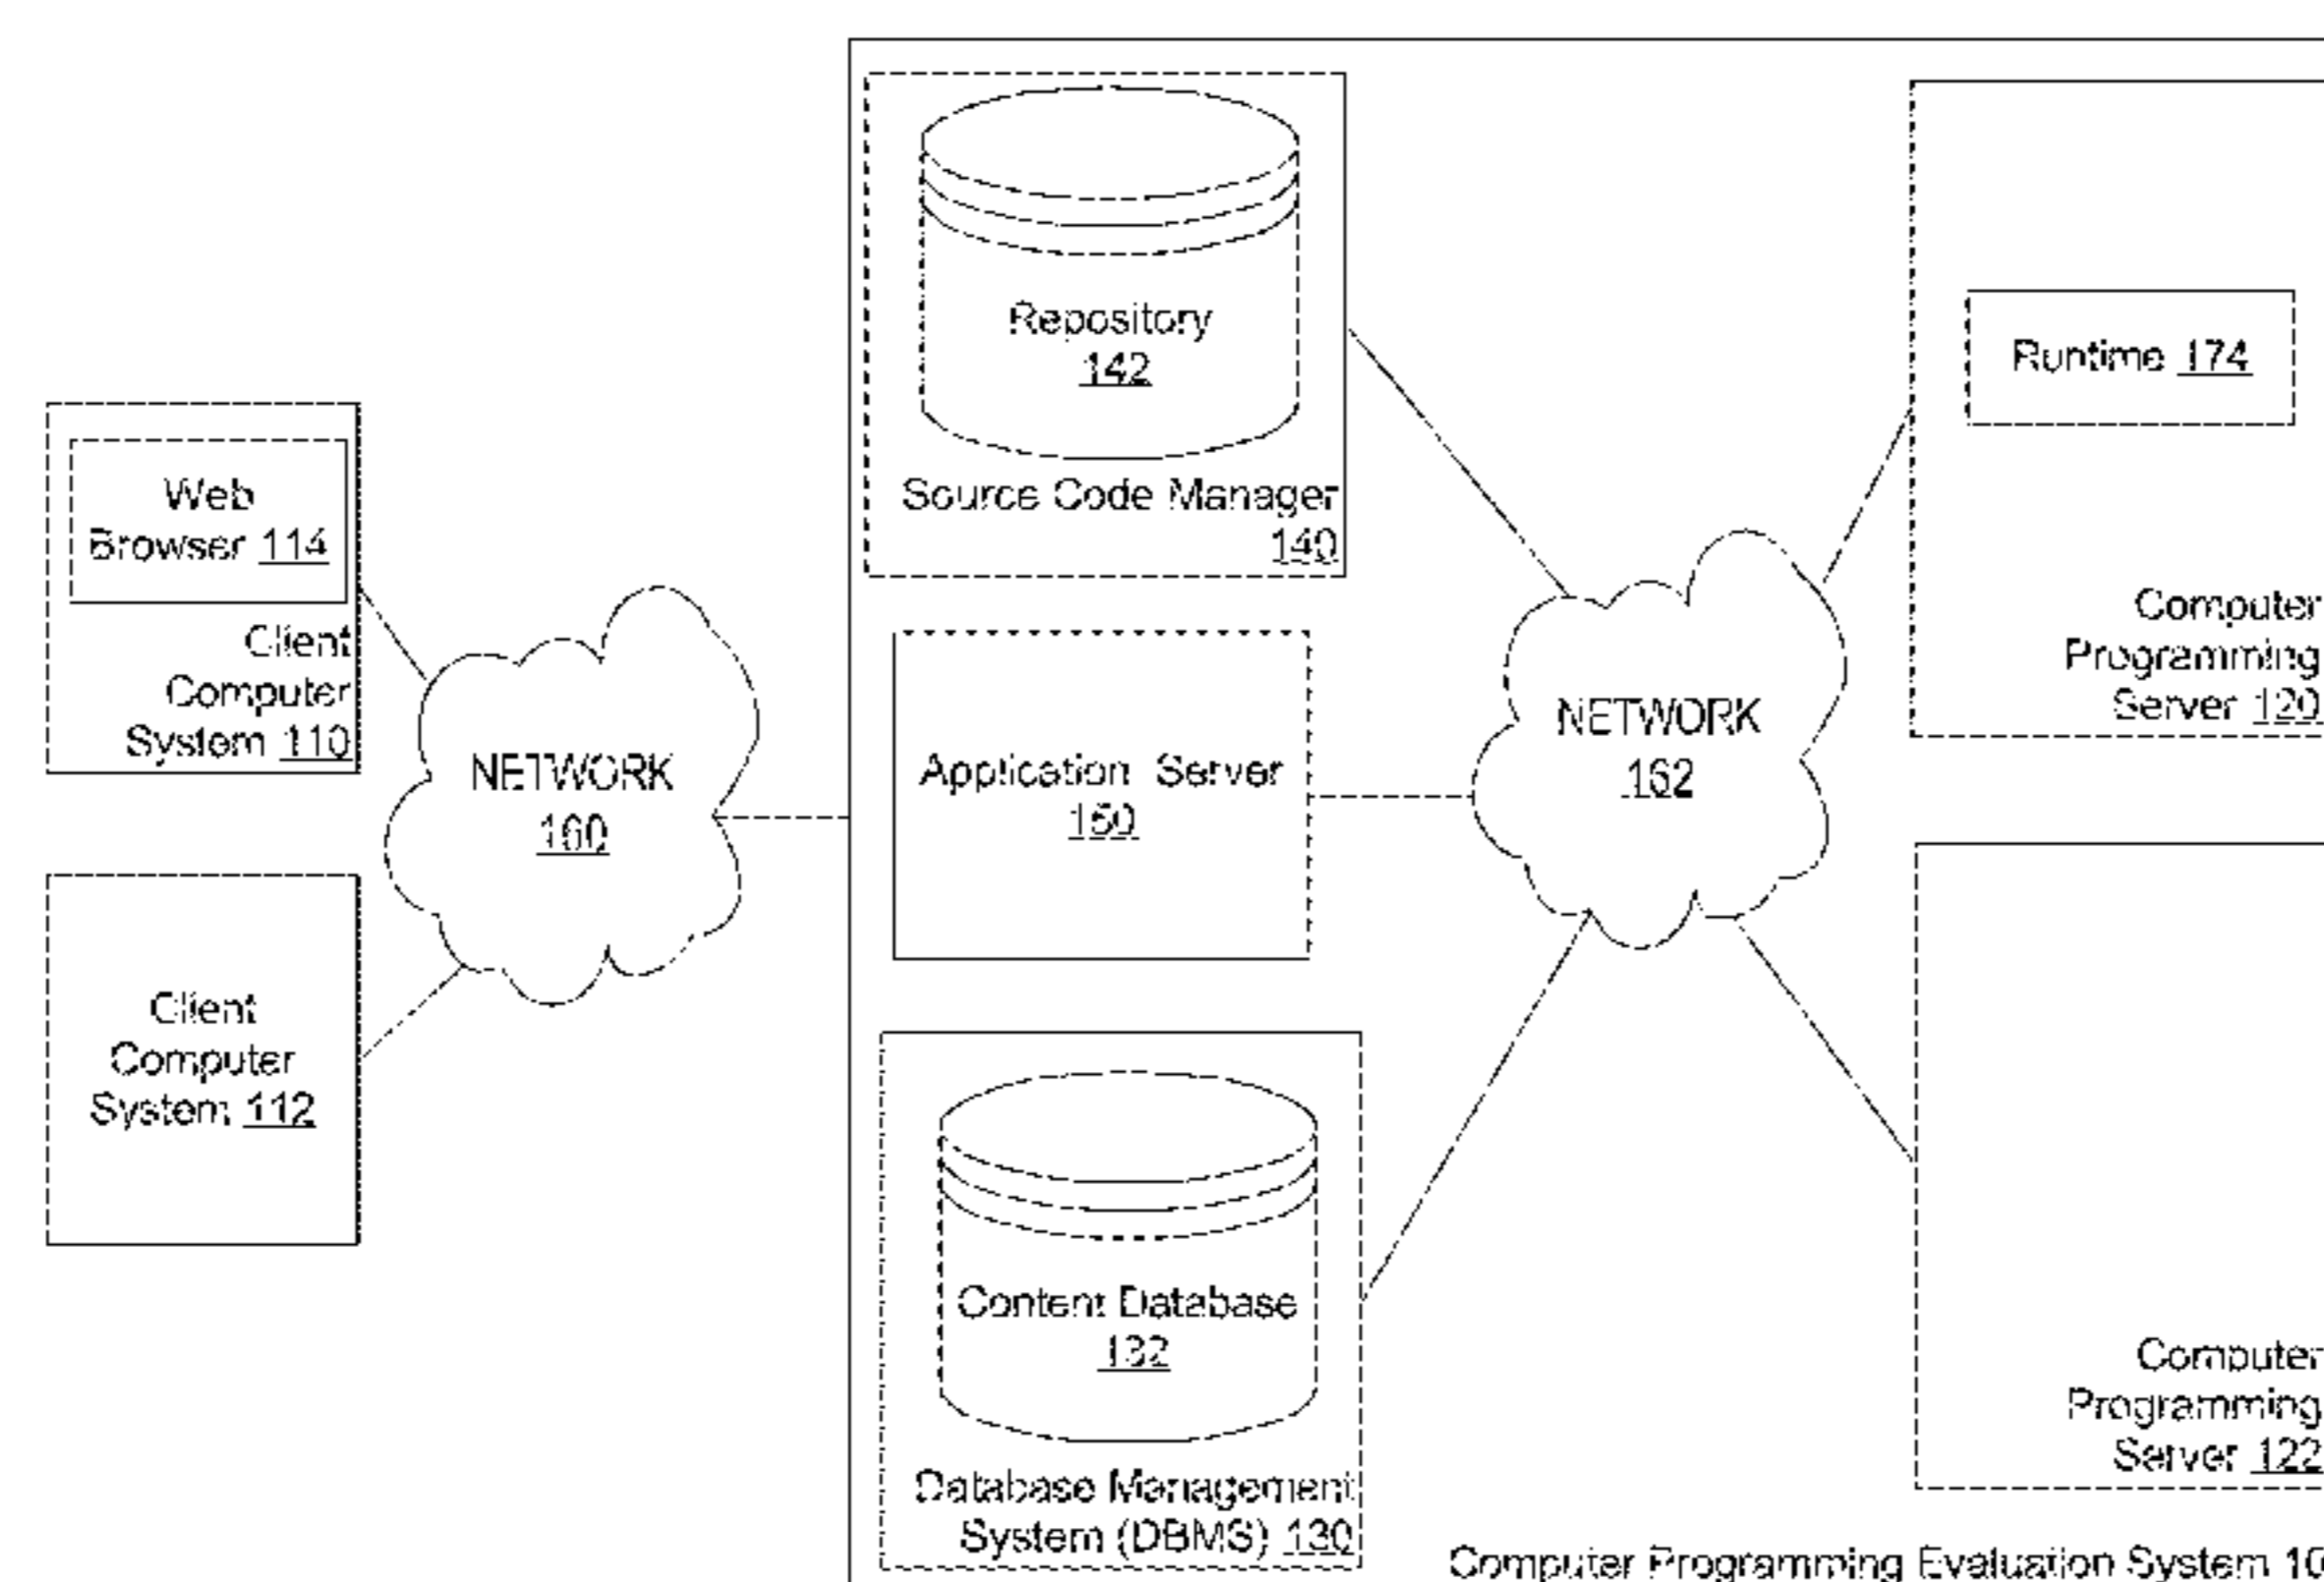 Repository
142
Source Code Manager
140
Runtime 174
Computer
Programming
Server 120
Web
Browser 114
Client
Computer
System 110
NETWORK
160
Application Server
150
NETWORK
162
Client
Computer
System 112
Content Database
132
Database Management
System (DBMS) 130
Computer
Programming
Server 122
Computer Programming Evaluation System